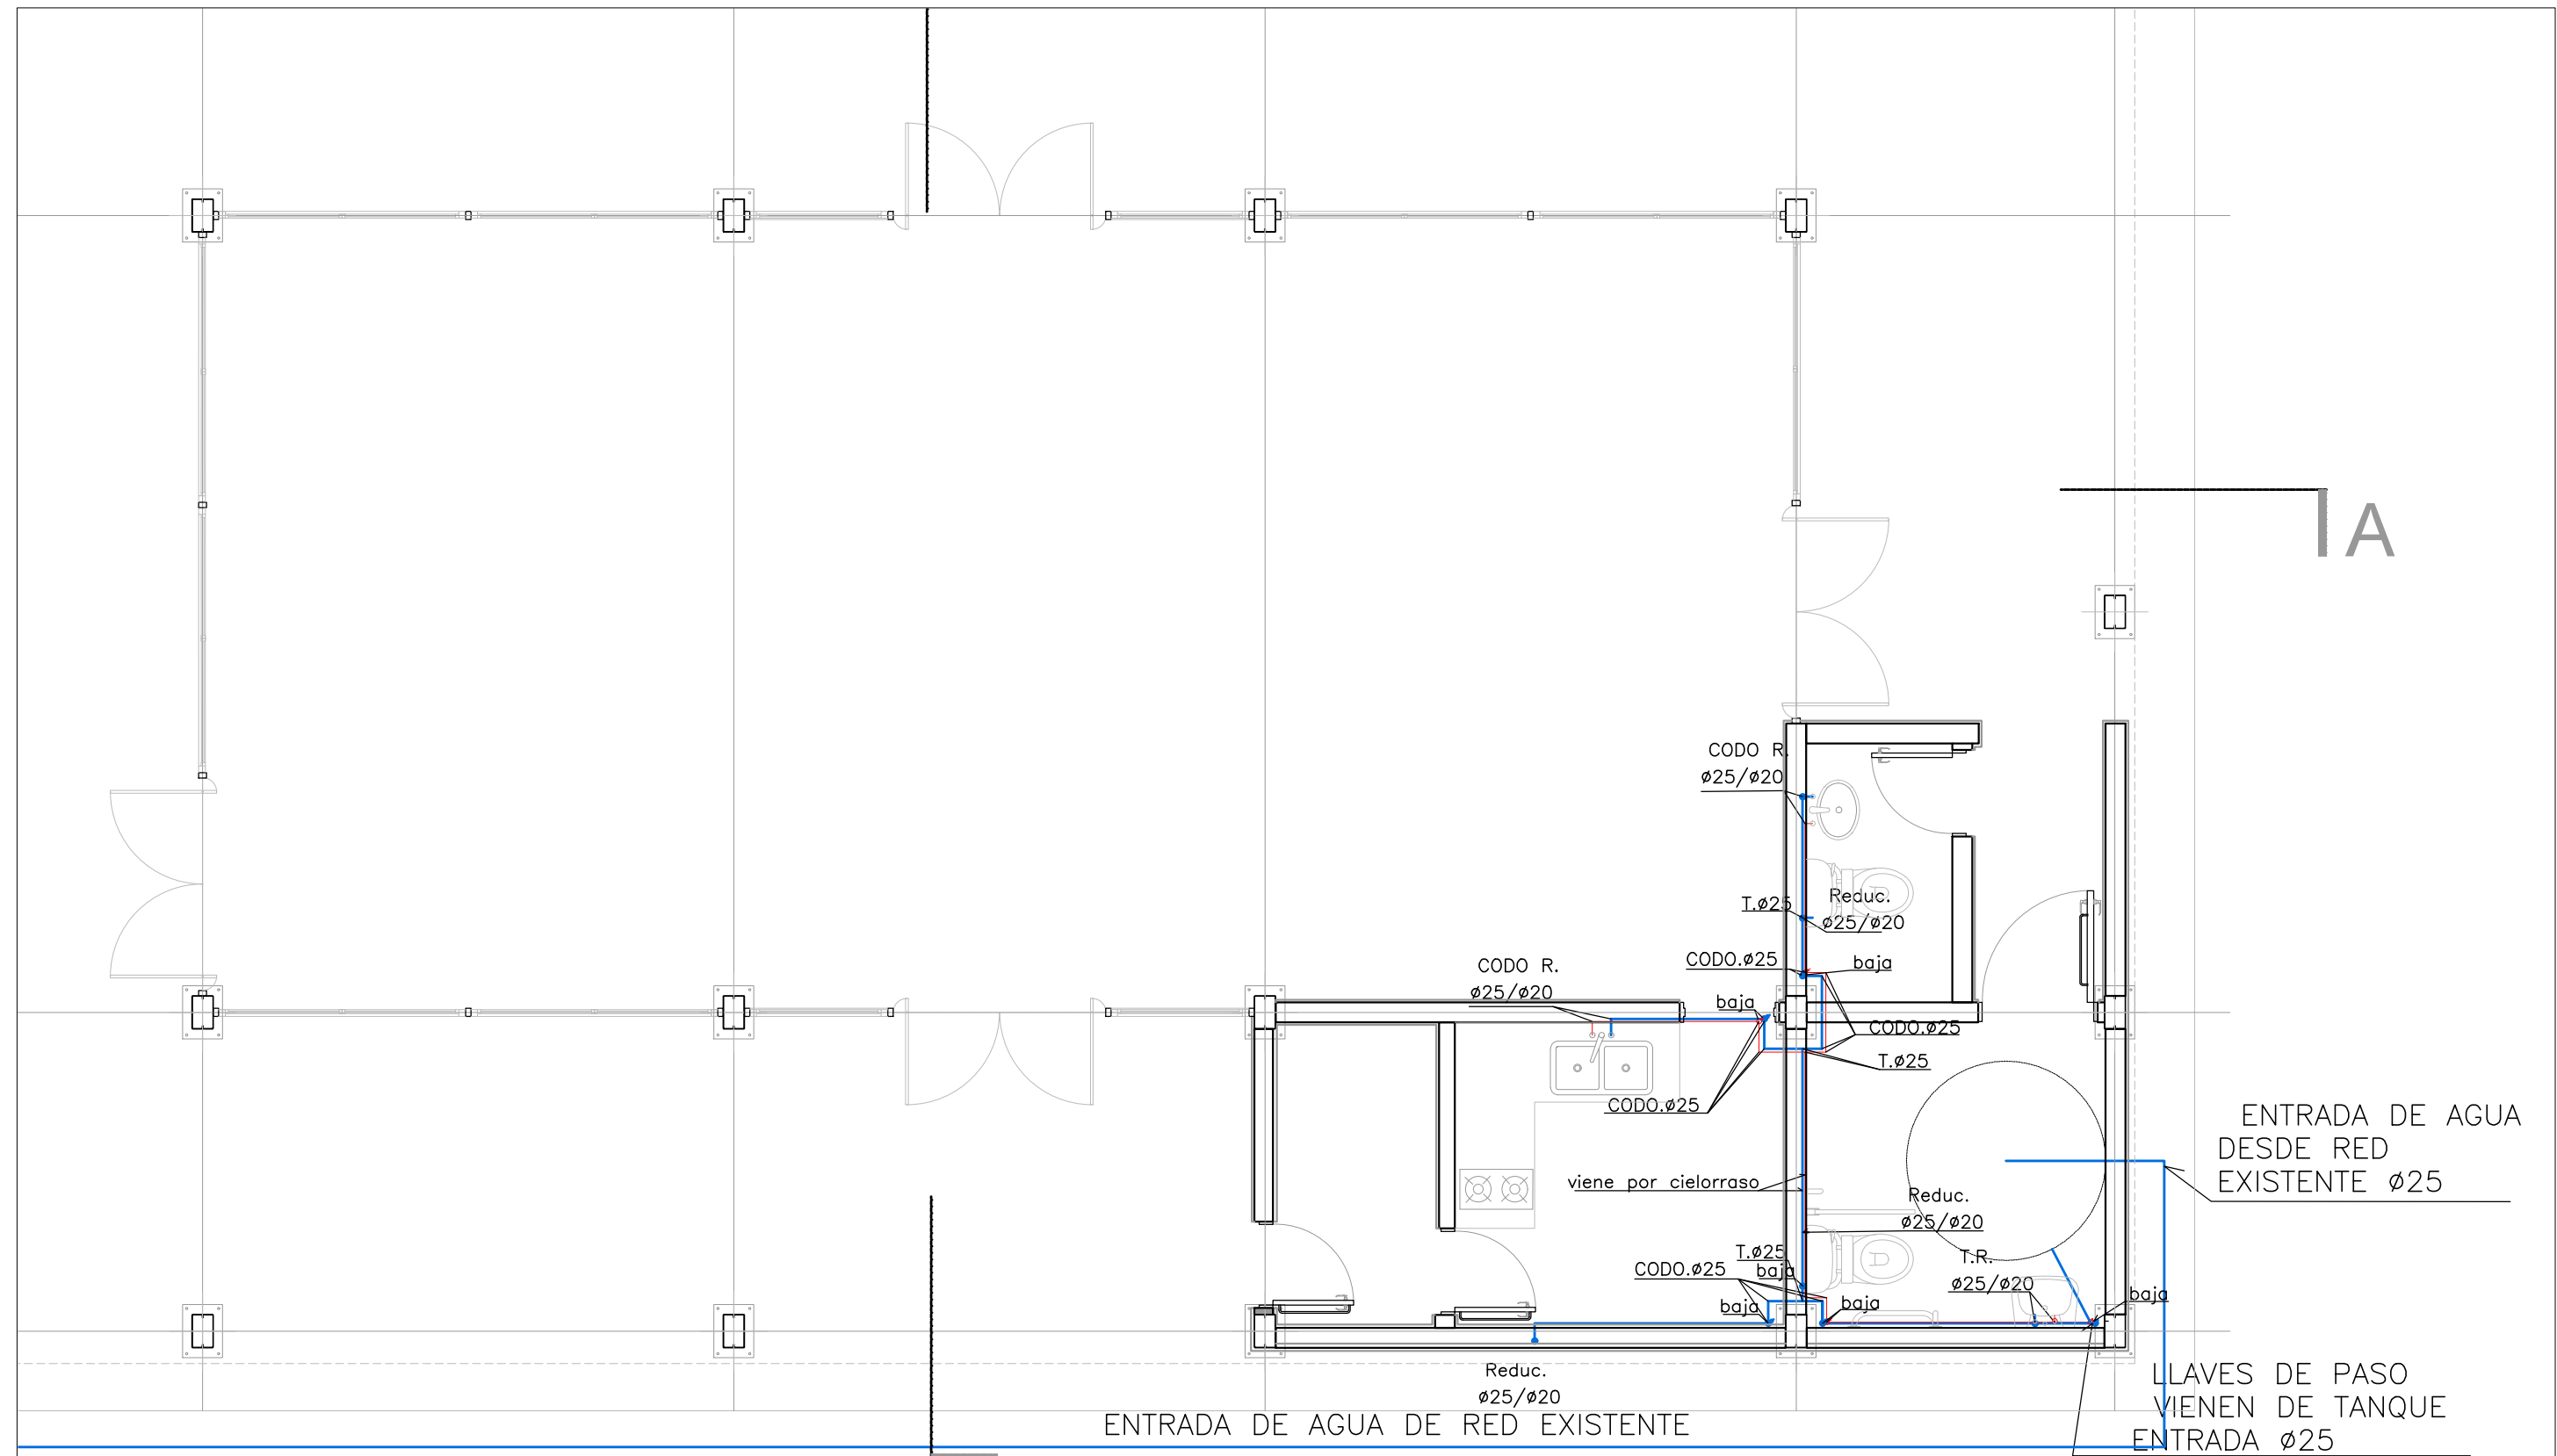 A
CODO R.
ø25/ø20
T.ø25
Reduc.
ø25/ø20
CODO.ø25
baja
CODO R.
ø25/ø20
baja
CODO.ø25
T.ø25
CODO.ø25
ENTRADA DE AGUA
DESDE RED
EXISTENTE ø25
viene por cielorraso
Reduc.
ø25/ø20
T.ø25
baja
CODO.ø25
T.R.
ø25/ø20
baja
baja
baja
Reduc.
ø25/ø20
LLAVES DE PASO
VIENEN DE TANQUE
ENTRADA ø25
ENTRADA DE AGUA DE RED EXISTENTE